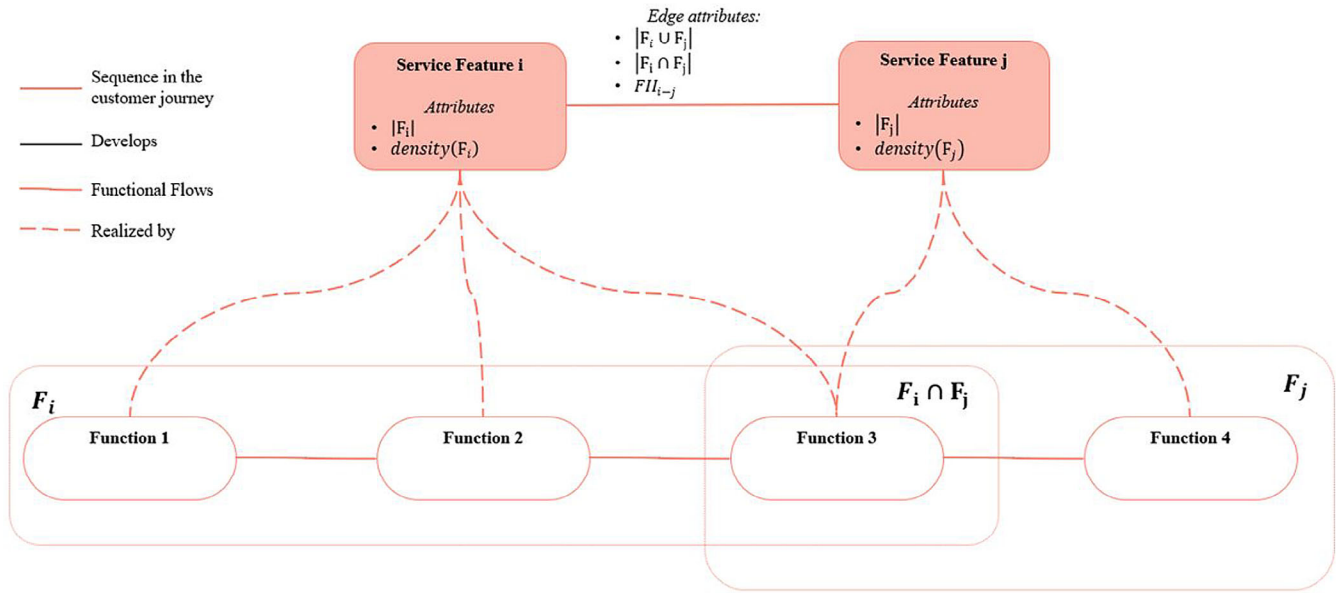 Edge attributes:
• |Fᵢ ∪ Fⱼ|
• |Fᵢ ∩ Fⱼ|
• FIIᵢ₋ⱼ
Service Feature i
Attributes
• |Fᵢ|
• density(Fᵢ)
Service Feature j
Attributes
• |Fⱼ|
• density(Fⱼ)
Sequence in the
customer journey
Develops
Functional Flows
Realized by
Fᵢ
Fᵢ ∩ Fⱼ
Fⱼ
Function 1
Function 2
Function 3
Function 4